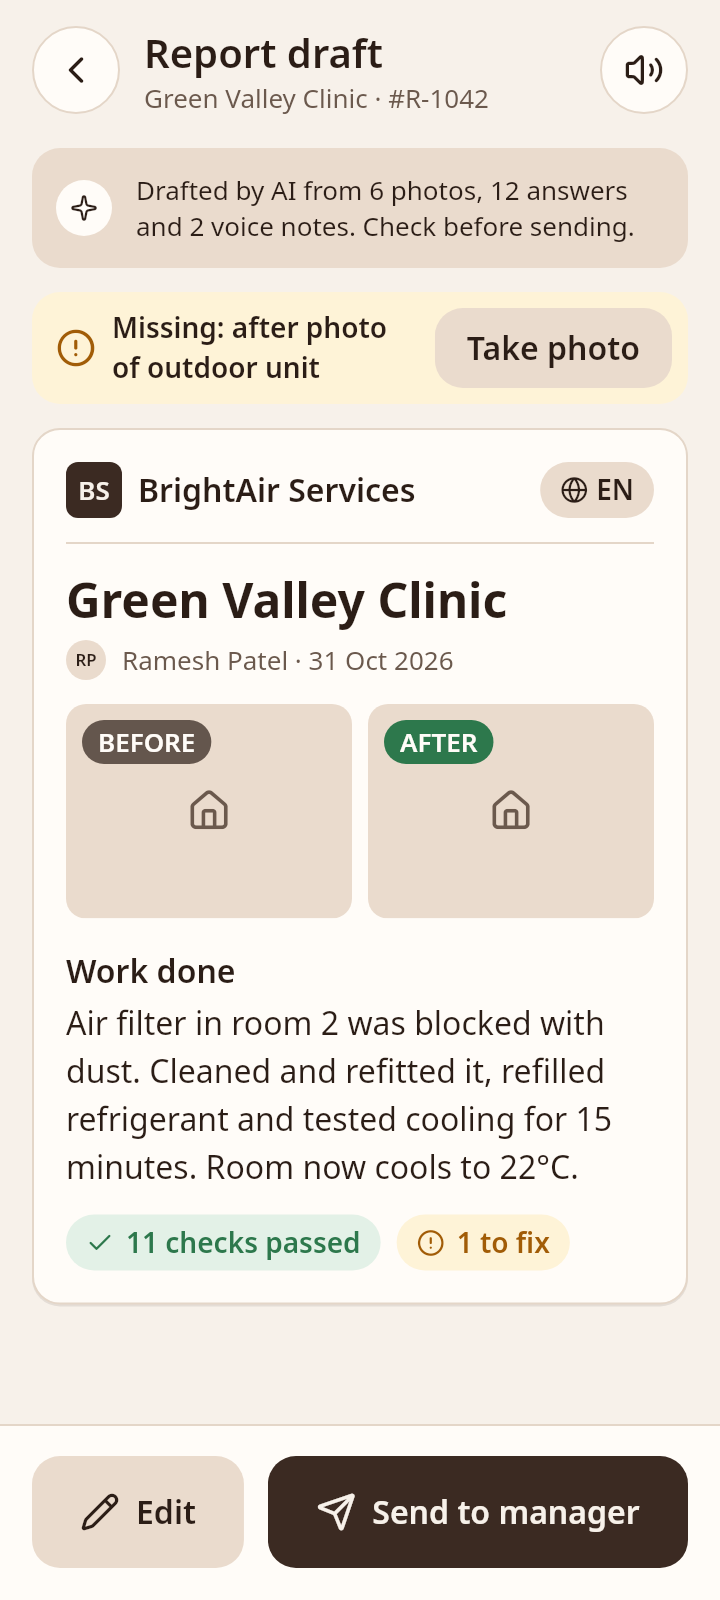 Report draft
Green Valley Clinic · #R-1042
Drafted by AI from 6 photos, 12 answers
and 2 voice notes. Check before sending.
Missing: after photo
of outdoor unit
Take photo
BS BrightAir Services
EN
Green Valley Clinic
RP Ramesh Patel · 31 Oct 2026
BEFORE
AFTER
Work done
Air filter in room 2 was blocked with
dust. Cleaned and refitted it, refilled
refrigerant and tested cooling for 15
minutes. Room now cools to 22°C.
11 checks passed
1 to fix
Edit
Send to manager